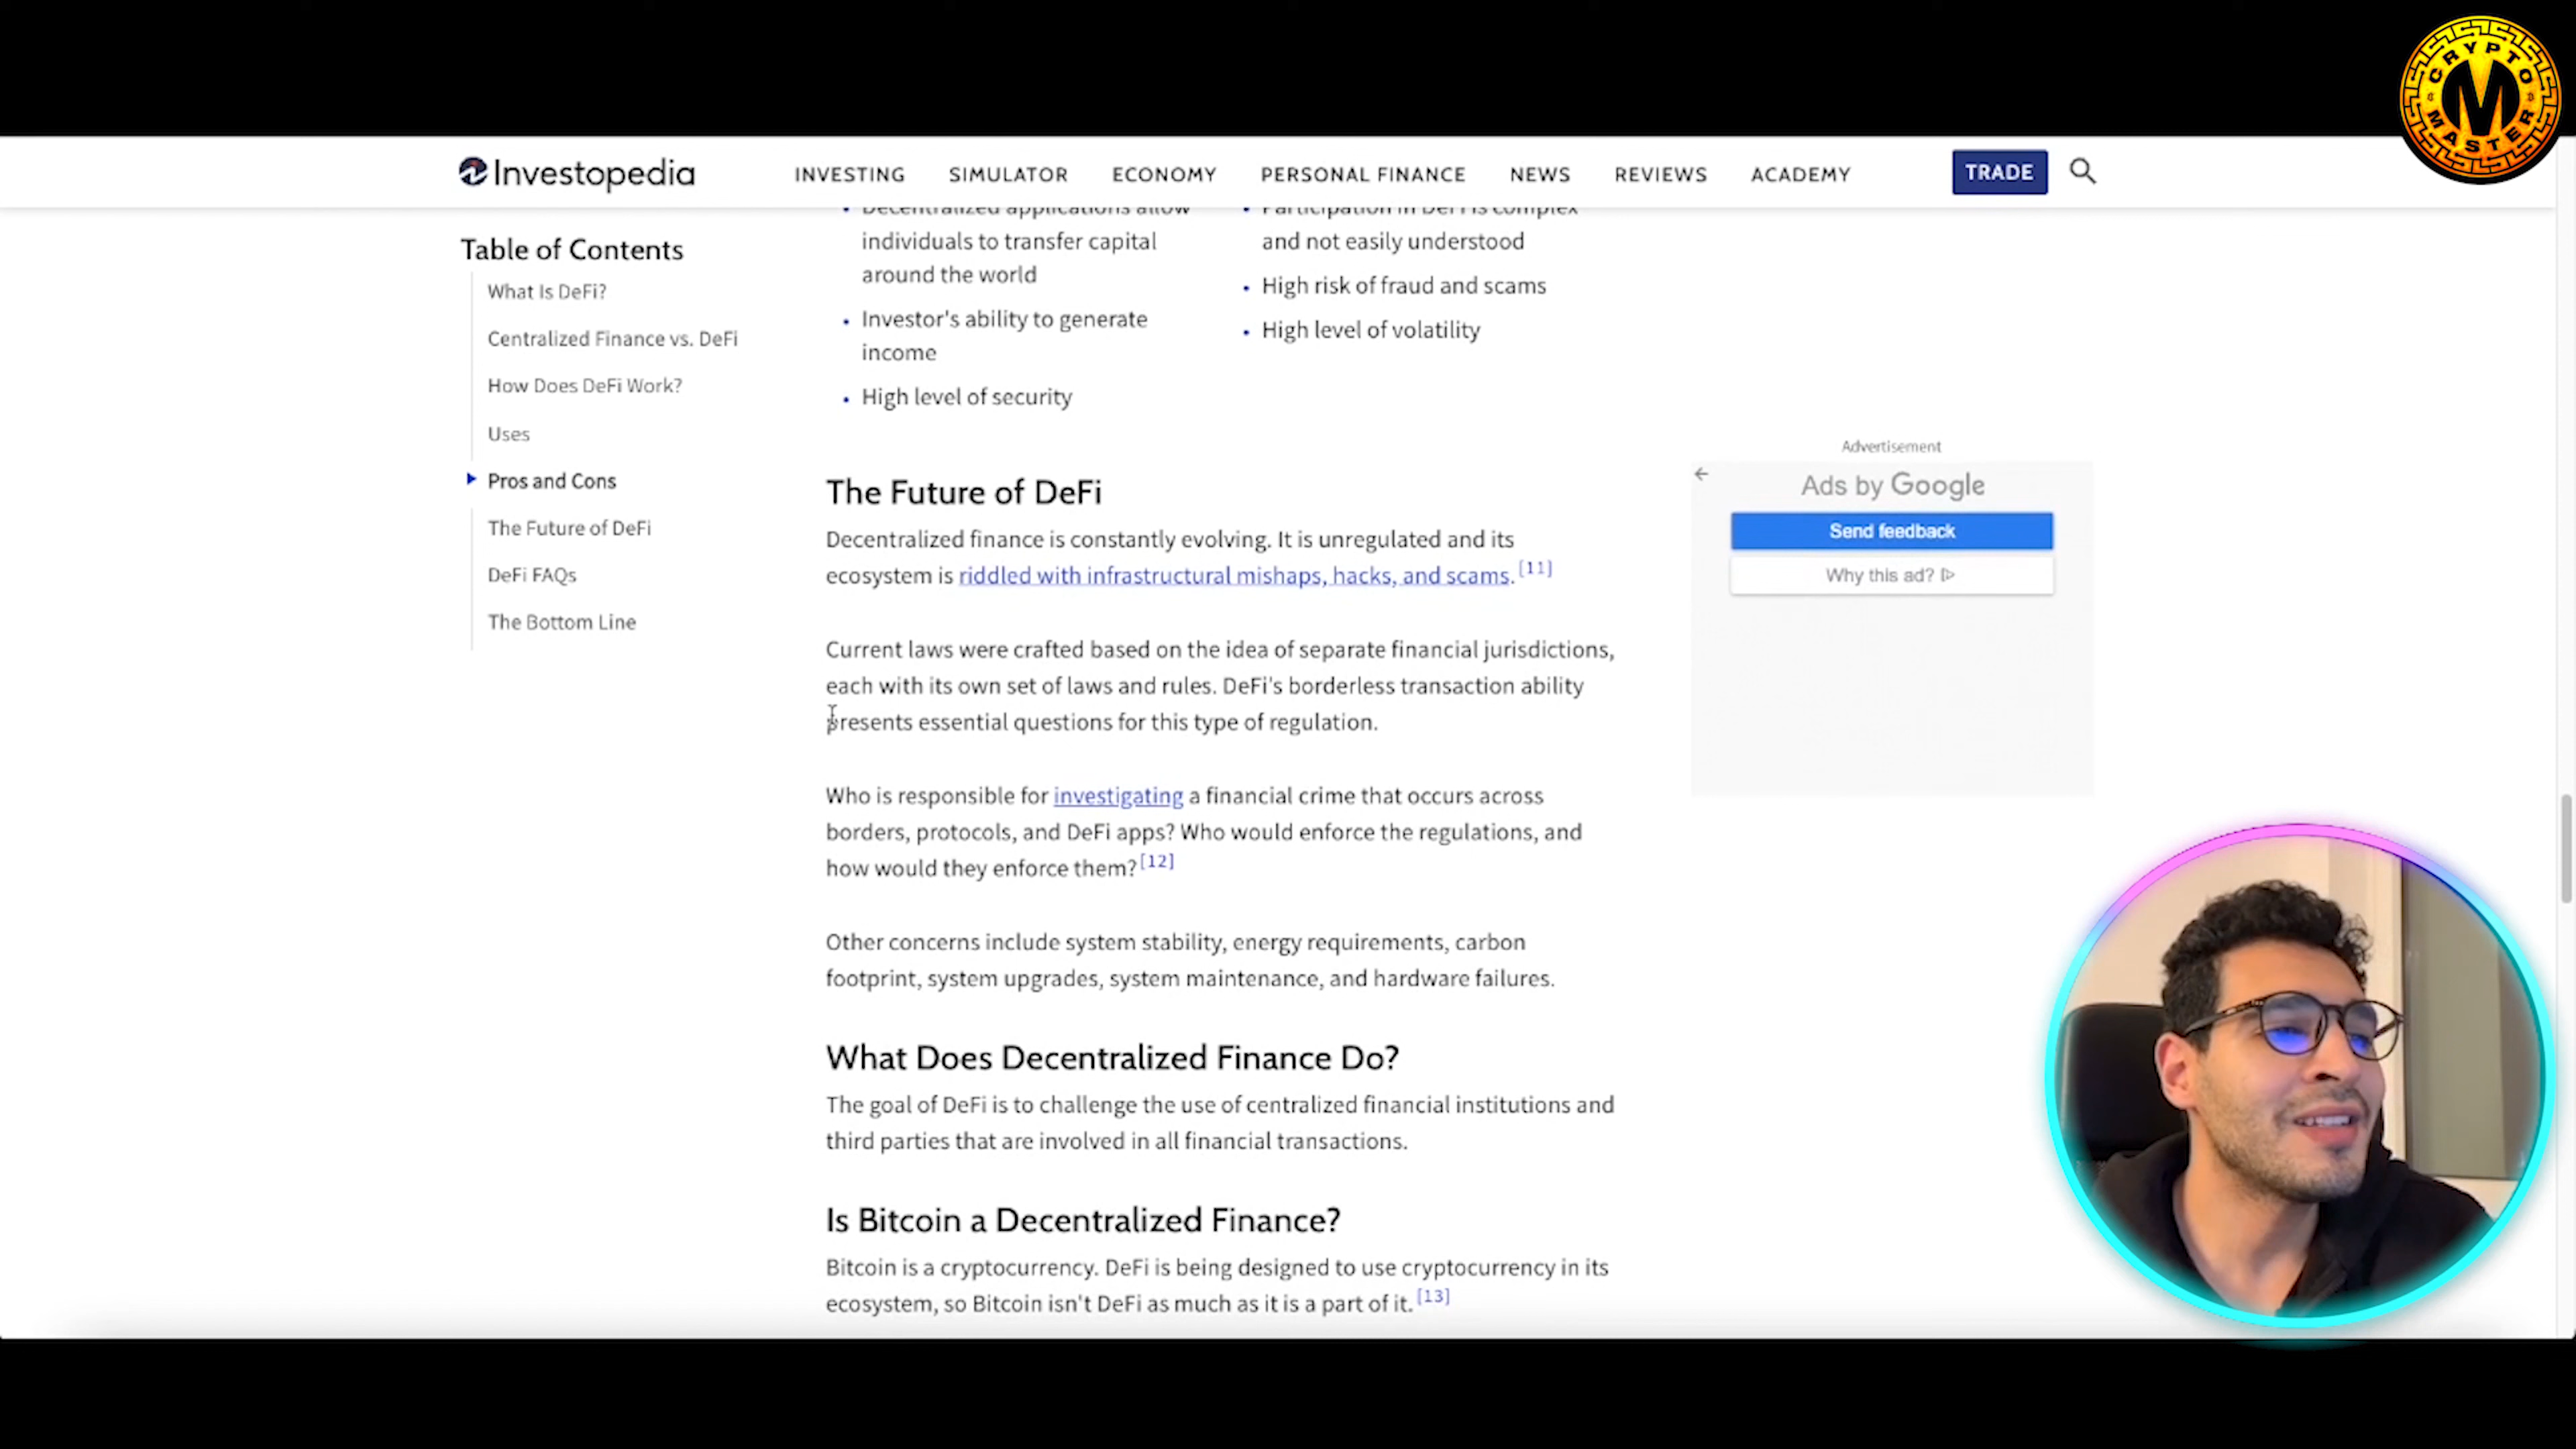 CRYPTO
M
MASTER
Investopedia
INVESTING
SIMULATOR
ECONOMY
PERSONAL FINANCE
NEWS
REVIEWS
ACADEMY
TRADE
Table of Contents
What Is DeFi?
Centralized Finance vs. DeFi
How Does DeFi Work?
Uses
Pros and Cons
The Future of DeFi
DeFi FAQs
The Bottom Line
• Decentralized applications allow
individuals to transfer capital
around the world
• Investor's ability to generate
income
• High level of security
• Participation in DeFi is complex
and not easily understood
• High risk of fraud and scams
• High level of volatility
The Future of DeFi
Decentralized finance is constantly evolving. It is unregulated and its
ecosystem is riddled with infrastructural mishaps, hacks, and scams. [11]
Current laws were crafted based on the idea of separate financial jurisdictions,
each with its own set of laws and rules. DeFi's borderless transaction ability
presents essential questions for this type of regulation.
Who is responsible for investigating a financial crime that occurs across
borders, protocols, and DeFi apps? Who would enforce the regulations, and
how would they enforce them? [12]
Other concerns include system stability, energy requirements, carbon
footprint, system upgrades, system maintenance, and hardware failures.
What Does Decentralized Finance Do?
The goal of DeFi is to challenge the use of centralized financial institutions and
third parties that are involved in all financial transactions.
Is Bitcoin a Decentralized Finance?
Bitcoin is a cryptocurrency. DeFi is being designed to use cryptocurrency in its
ecosystem, so Bitcoin isn't DeFi as much as it is a part of it. [13]
Advertisement
Ads by Google
Send feedback
Why this ad?